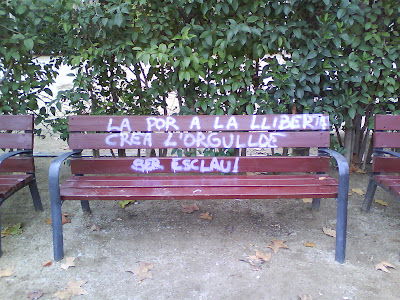 LA POR A LA LLIBERTAT
CREA L'ORGULL DE
SER ESCLAU!